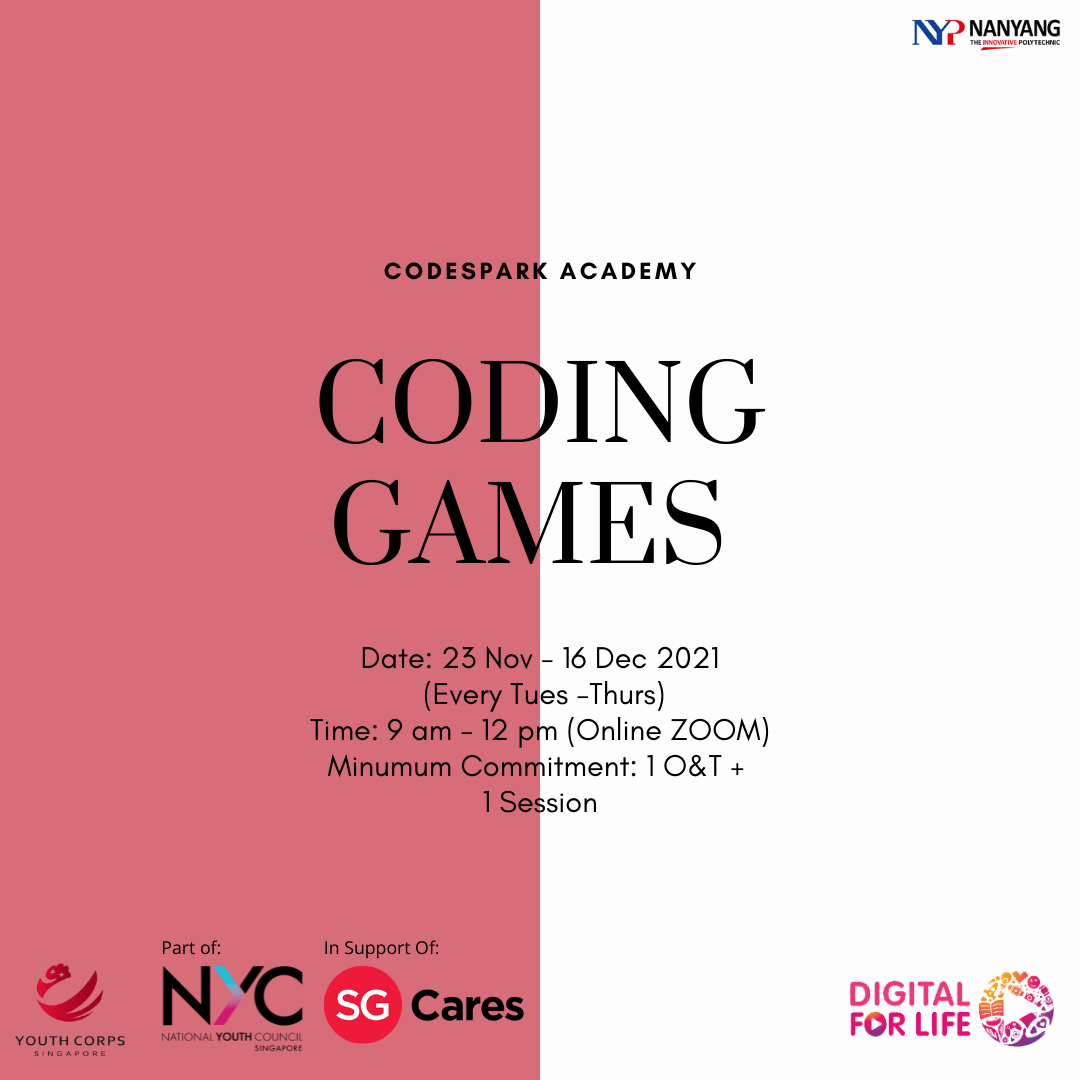 NYP NANYANG
THE INNOVATIVE POLYTECHNIC
CODESPARK ACADEMY
CODING
GAMES
Date: 23 Nov - 16 Dec 2021
(Every Tues -Thurs)
Time: 9 am - 12 pm (Online ZOOM)
Minumum Commitment: 1 O&T +
1 Session
YOUTH CORPS
SINGAPORE
Part of:
NYC
NATIONAL YOUTH COUNCIL
SINGAPORE
In Support Of:
SG Cares
DIGITAL
FOR LIFE